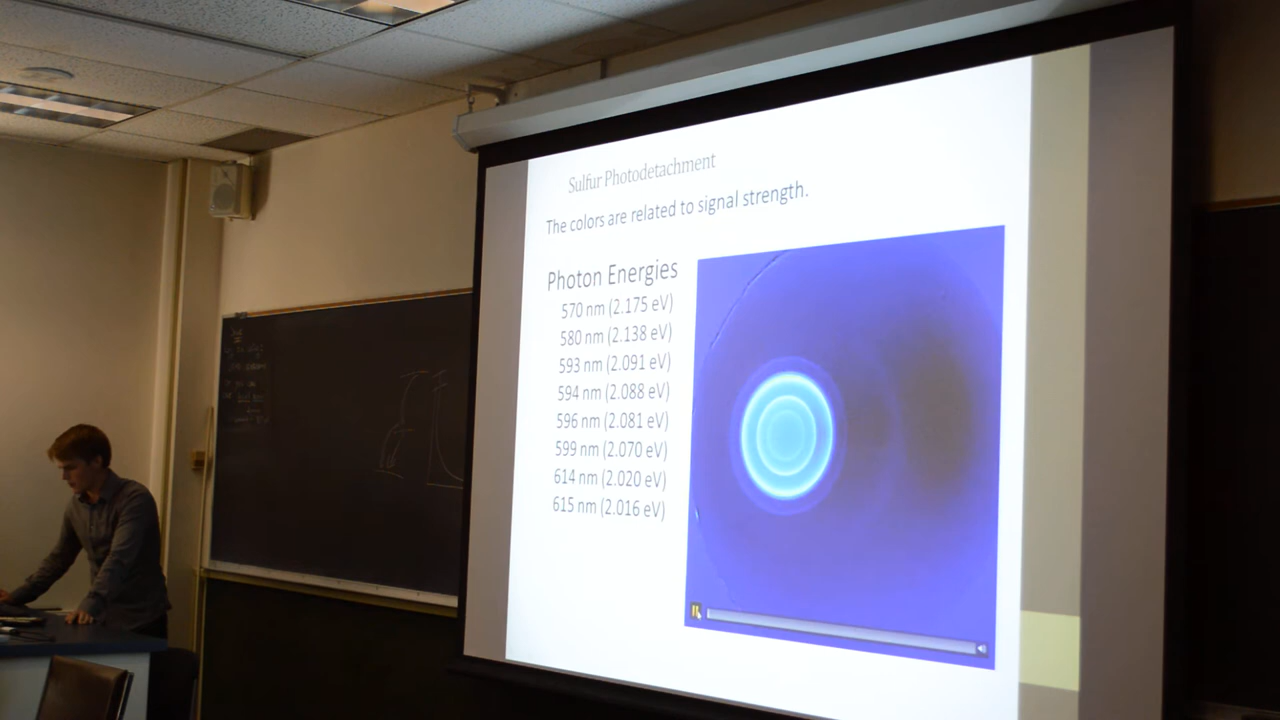 Sulfur Photodetachment
The colors are related to signal strength.
Photon Energies
570 nm (2.175 eV)
580 nm (2.138 eV)
593 nm (2.091 eV)
594 nm (2.088 eV)
596 nm (2.081 eV)
599 nm (2.070 eV)
614 nm (2.020 eV)
615 nm (2.016 eV)